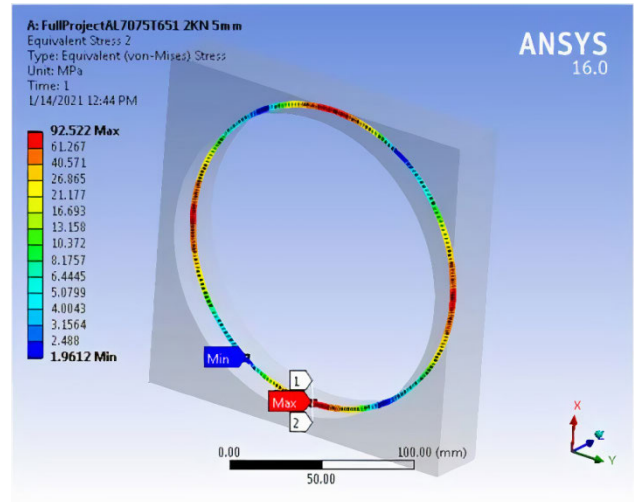 A: FullProjectAL7075T651 2KN 5mm
Equivalent Stress 2
Type: Equivalent (von-Mises) Stress
Unit: MPa
Time: 1
1/14/2021 12:44 PM
ANSYS
16.0
92.522 Max
61.267
40.571
26.865
21.177
16.693
13.158
10.372
8.1757
6.4445
5.0799
4.0043
3.1564
2.488
1.9612 Min
Min
1
Max
2
0.00
100.00 (mm)
50.00
X
Z
Y